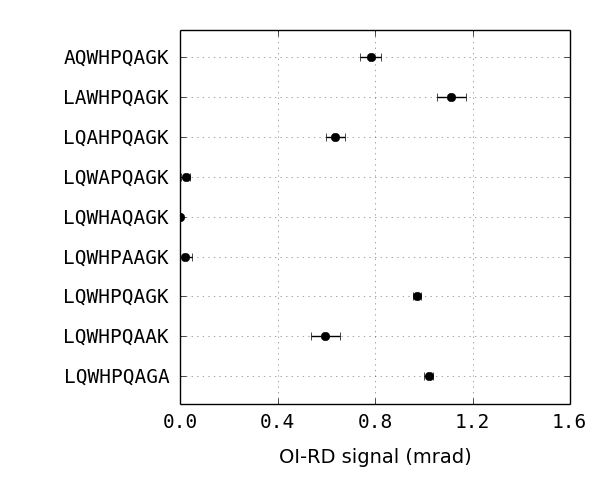 AQWHPQAGK
LAWHPQAGK
LQAHPQAGK
LQWAPQAGK
LQWHAQAGK
LQWHPAAGK
LQWHPQAGK
LQWHPQAAK
LQWHPQAGA
0.0 0.4 0.8 1.2 1.6
OI-RD signal (mrad)